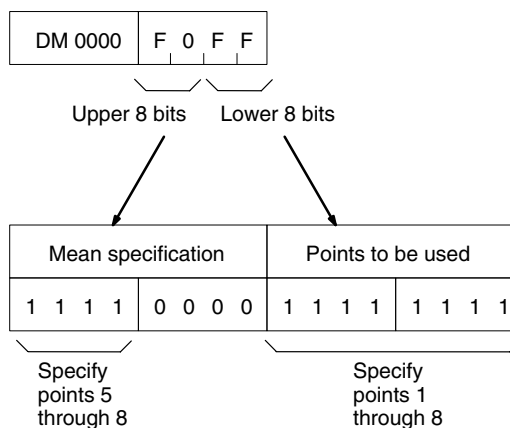 DM 0000 F 0 F F
Upper 8 bits Lower 8 bits
Mean specification Points to be used
1 1 1 1 0 0 0 0 1 1 1 1 1 1 1 1
Specify
points 5
through 8
Specify
points 1
through 8